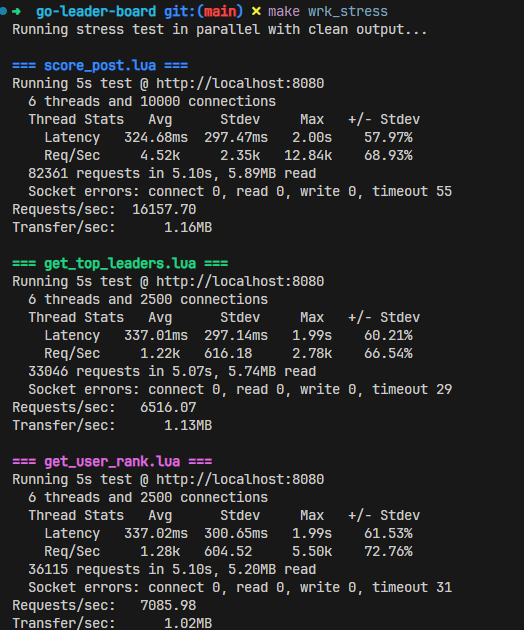 ➜ go-leader-board git:(main) ✗ make wrk_stress
Running stress test in parallel with clean output...
=== score_post.lua ===
Running 5s test @ http://localhost:8080
6 threads and 10000 connections
Thread Stats Avg Stdev Max +/- Stdev
Latency 324.68ms 297.47ms 2.00s 57.97%
Req/Sec 4.52k 2.35k 12.84k 68.93%
82361 requests in 5.10s, 5.89MB read
Socket errors: connect 0, read 0, write 0, timeout 55
Requests/sec: 16157.70
Transfer/sec: 1.16MB
=== get_top_leaders.lua ===
Running 5s test @ http://localhost:8080
6 threads and 2500 connections
Thread Stats Avg Stdev Max +/- Stdev
Latency 337.01ms 297.14ms 1.99s 60.21%
Req/Sec 1.22k 616.18 2.78k 66.54%
33046 requests in 5.07s, 5.74MB read
Socket errors: connect 0, read 0, write 0, timeout 29
Requests/sec: 6516.07
Transfer/sec: 1.13MB
=== get_user_rank.lua ===
Running 5s test @ http://localhost:8080
6 threads and 2500 connections
Thread Stats Avg Stdev Max +/- Stdev
Latency 337.02ms 300.65ms 1.99s 61.53%
Req/Sec 1.28k 604.52 5.50k 72.76%
36115 requests in 5.10s, 5.20MB read
Socket errors: connect 0, read 0, write 0, timeout 31
Requests/sec: 7085.98
Transfer/sec: 1.02MB